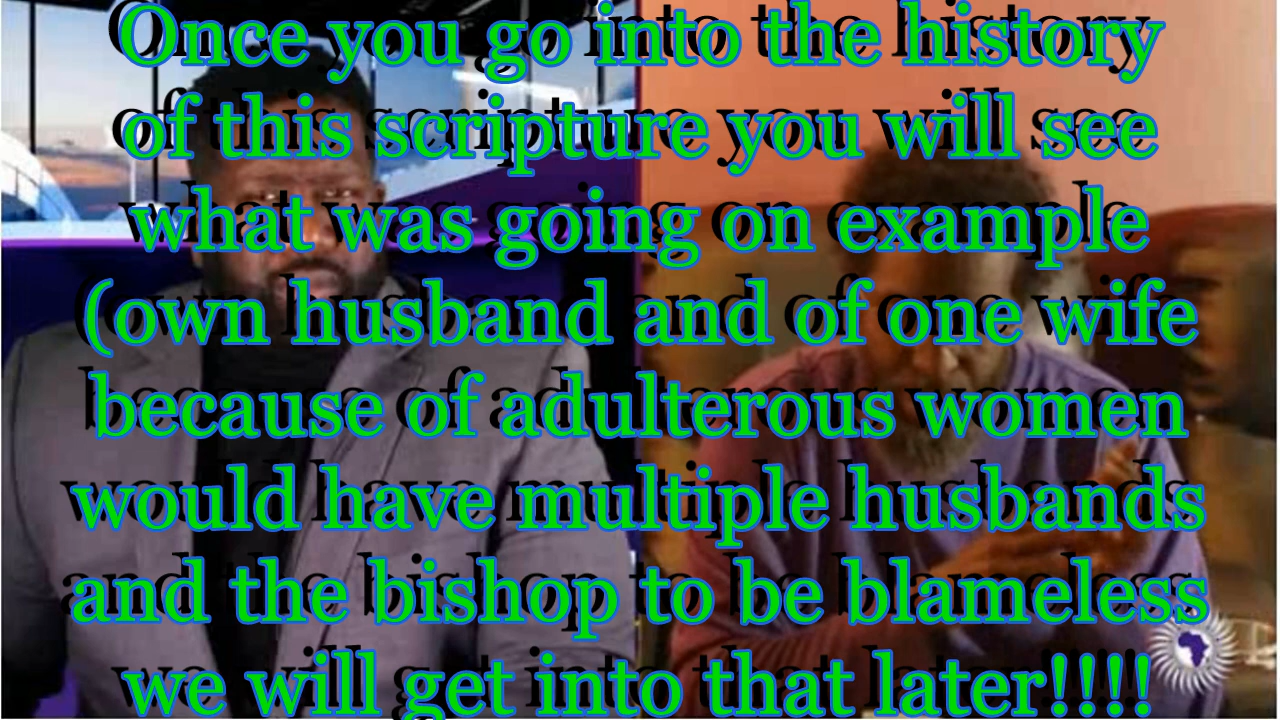 Once you go into the history
of this scripture you will see
what was going on example
(own husband and of one wife
because of adulterous women
would have multiple husbands
and the bishop to be blameless
we will get into that later!!!!